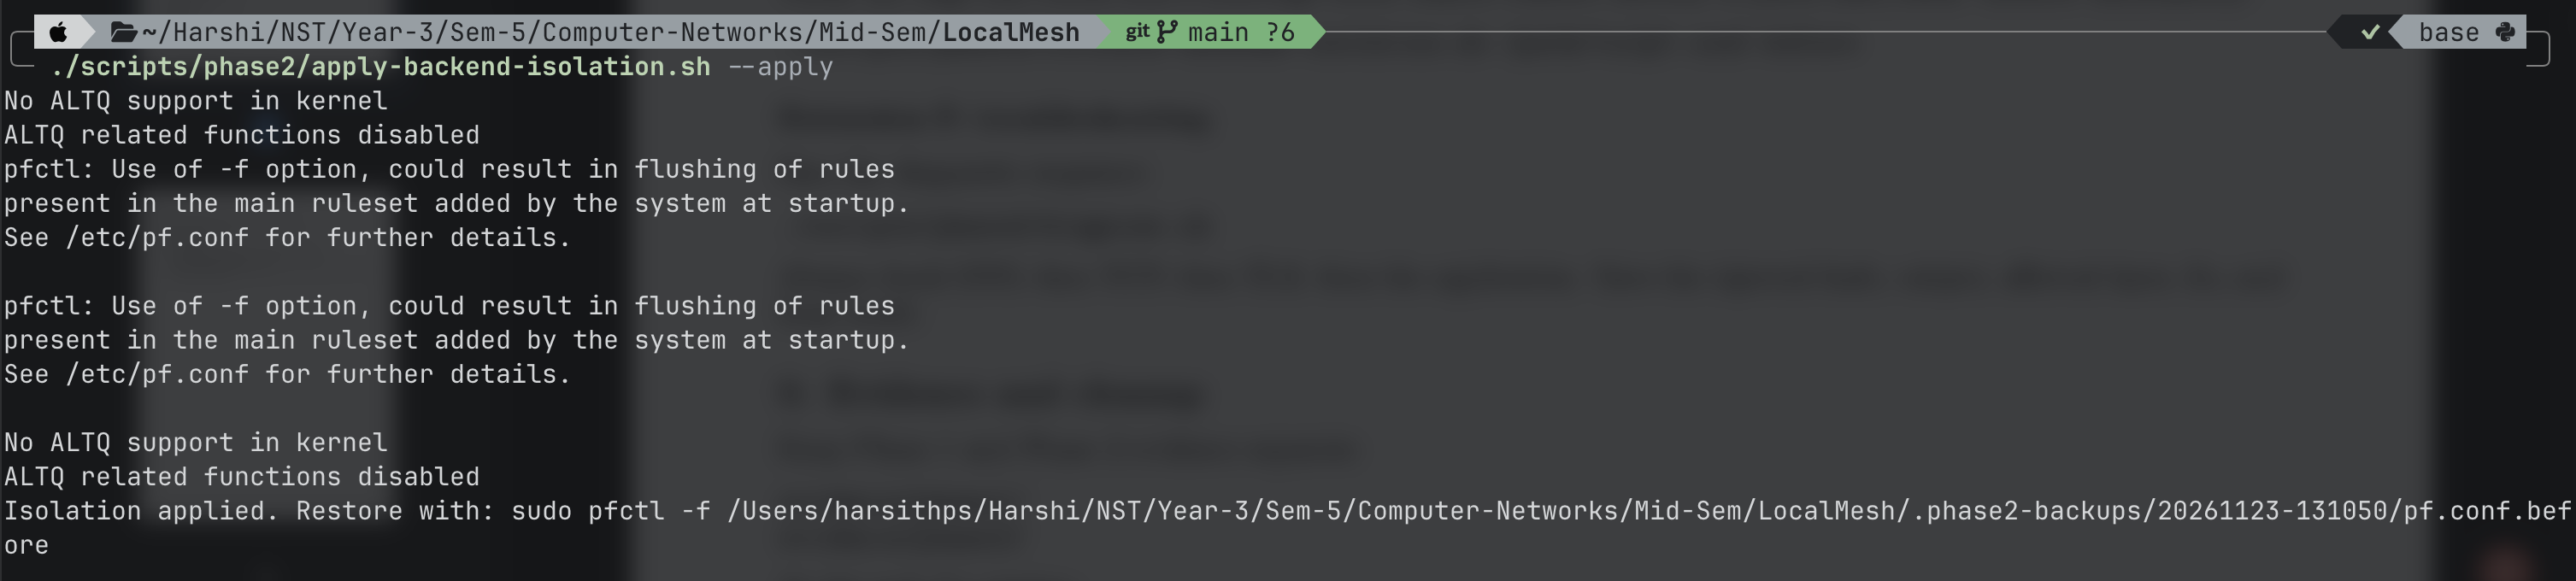 ~/Harshi/NST/Year-3/Sem-5/Computer-Networks/Mid-Sem/LocalMesh git main ?6 ✔ base
./scripts/phase2/apply-backend-isolation.sh --apply
No ALTQ support in kernel
ALTQ related functions disabled
pfctl: Use of -f option, could result in flushing of rules
present in the main ruleset added by the system at startup.
See /etc/pf.conf for further details.
pfctl: Use of -f option, could result in flushing of rules
present in the main ruleset added by the system at startup.
See /etc/pf.conf for further details.
No ALTQ support in kernel
ALTQ related functions disabled
Isolation applied. Restore with: sudo pfctl -f /Users/harsithps/Harshi/NST/Year-3/Sem-5/Computer-Networks/Mid-Sem/LocalMesh/.phase2-backups/20261123-131050/pf.conf.bef
ore